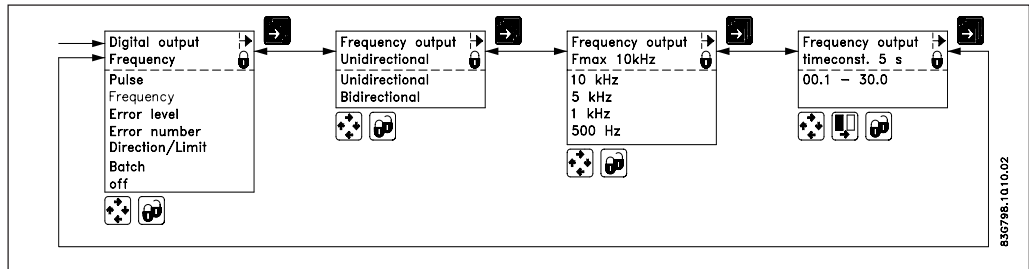 Digital output
Frequency
Pulse
Frequency
Error level
Error number
Direction/Limit
Batch
off
Frequency output
Unidirectional
Unidirectional
Bidirectional
Frequency output
Fmax 10kHz
10 kHz
5 kHz
1 kHz
500 Hz
Frequency output
timeconst. 5 s
00.1 - 30.0
83G798.10.02